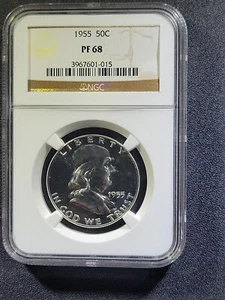 1955 50C
PF 68
3967601-015
NGC
LIBERTY
1955
IN GOD WE TRUST